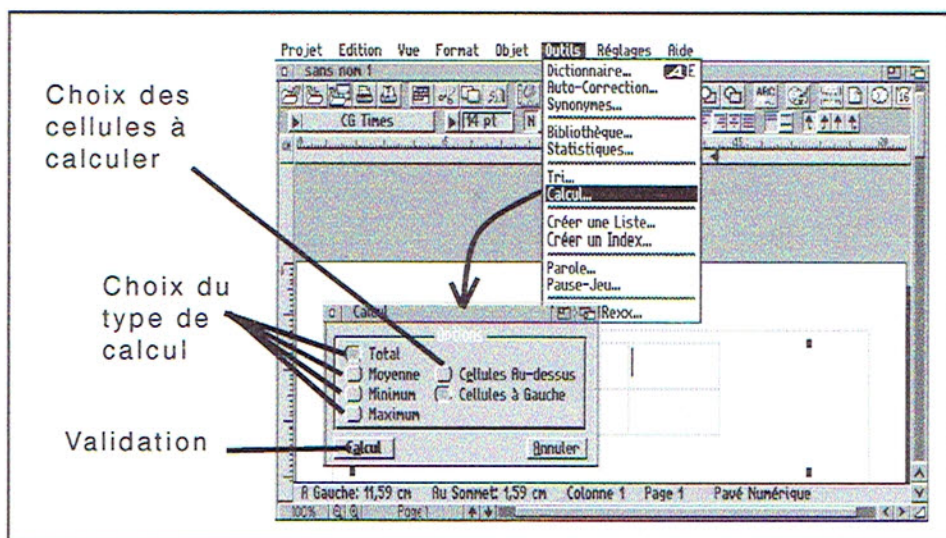 Projet Edition Vue Format Objet Outils Réglages Aide
sans nom 1
CG Times
14 pt
N
ABC
16
Dictionnaire... E
Auto-Correction...
Synonymes...
Bibliothèque...
Statistiques...
Tri...
Calcul...
Créer une Liste...
Créer un Index...
Parole...
Pause-Jeu...
IRexx...
Choix des
cellules à
calculer
Choix du
type de
calcul
Validation
Calcul
Options
Total
Moyenne
Minimum
Maximum
Cellules Au-dessus
Cellules à Gauche
Calcul
Annuler
A Gauche: 11,59 cm Au Sommet: 1,59 cm Colonne 1 Page 1 Pavé Numérique
100% Page 1